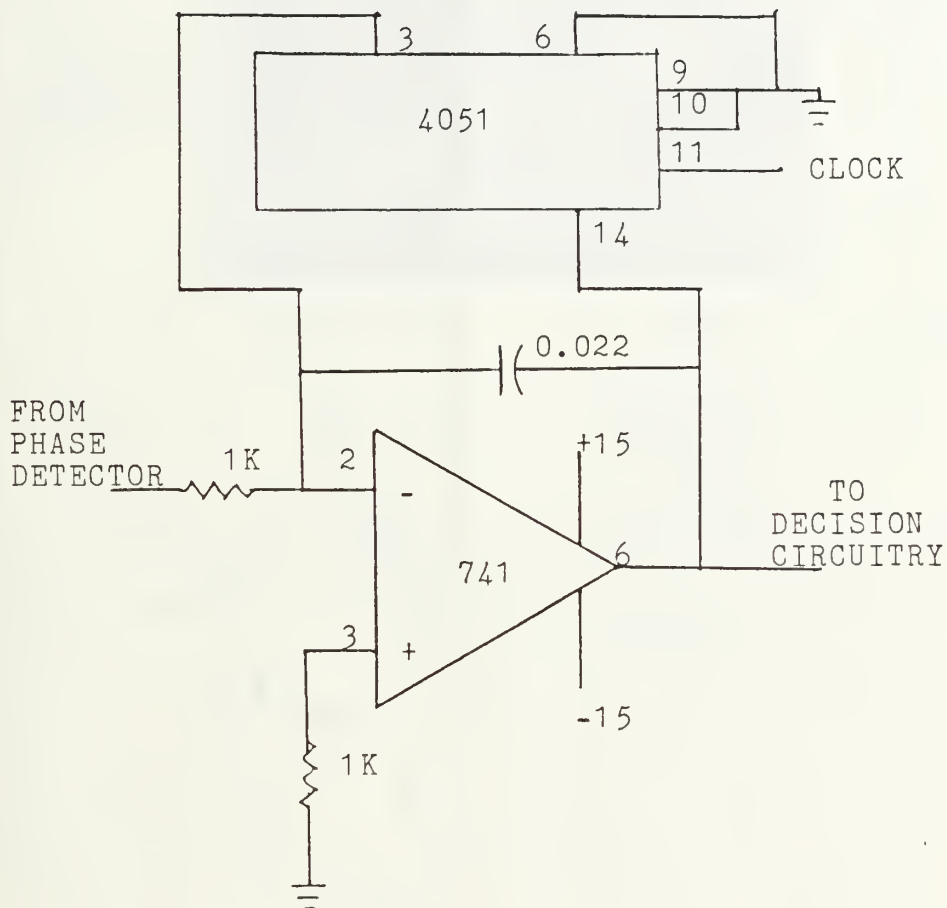 3
6
9
4051
10
11
CLOCK
14
0.022
FROM
PHASE
DETECTOR
1K
2
+15
-
TO
DECISION
CIRCUITRY
741
6
3
+
-15
1K